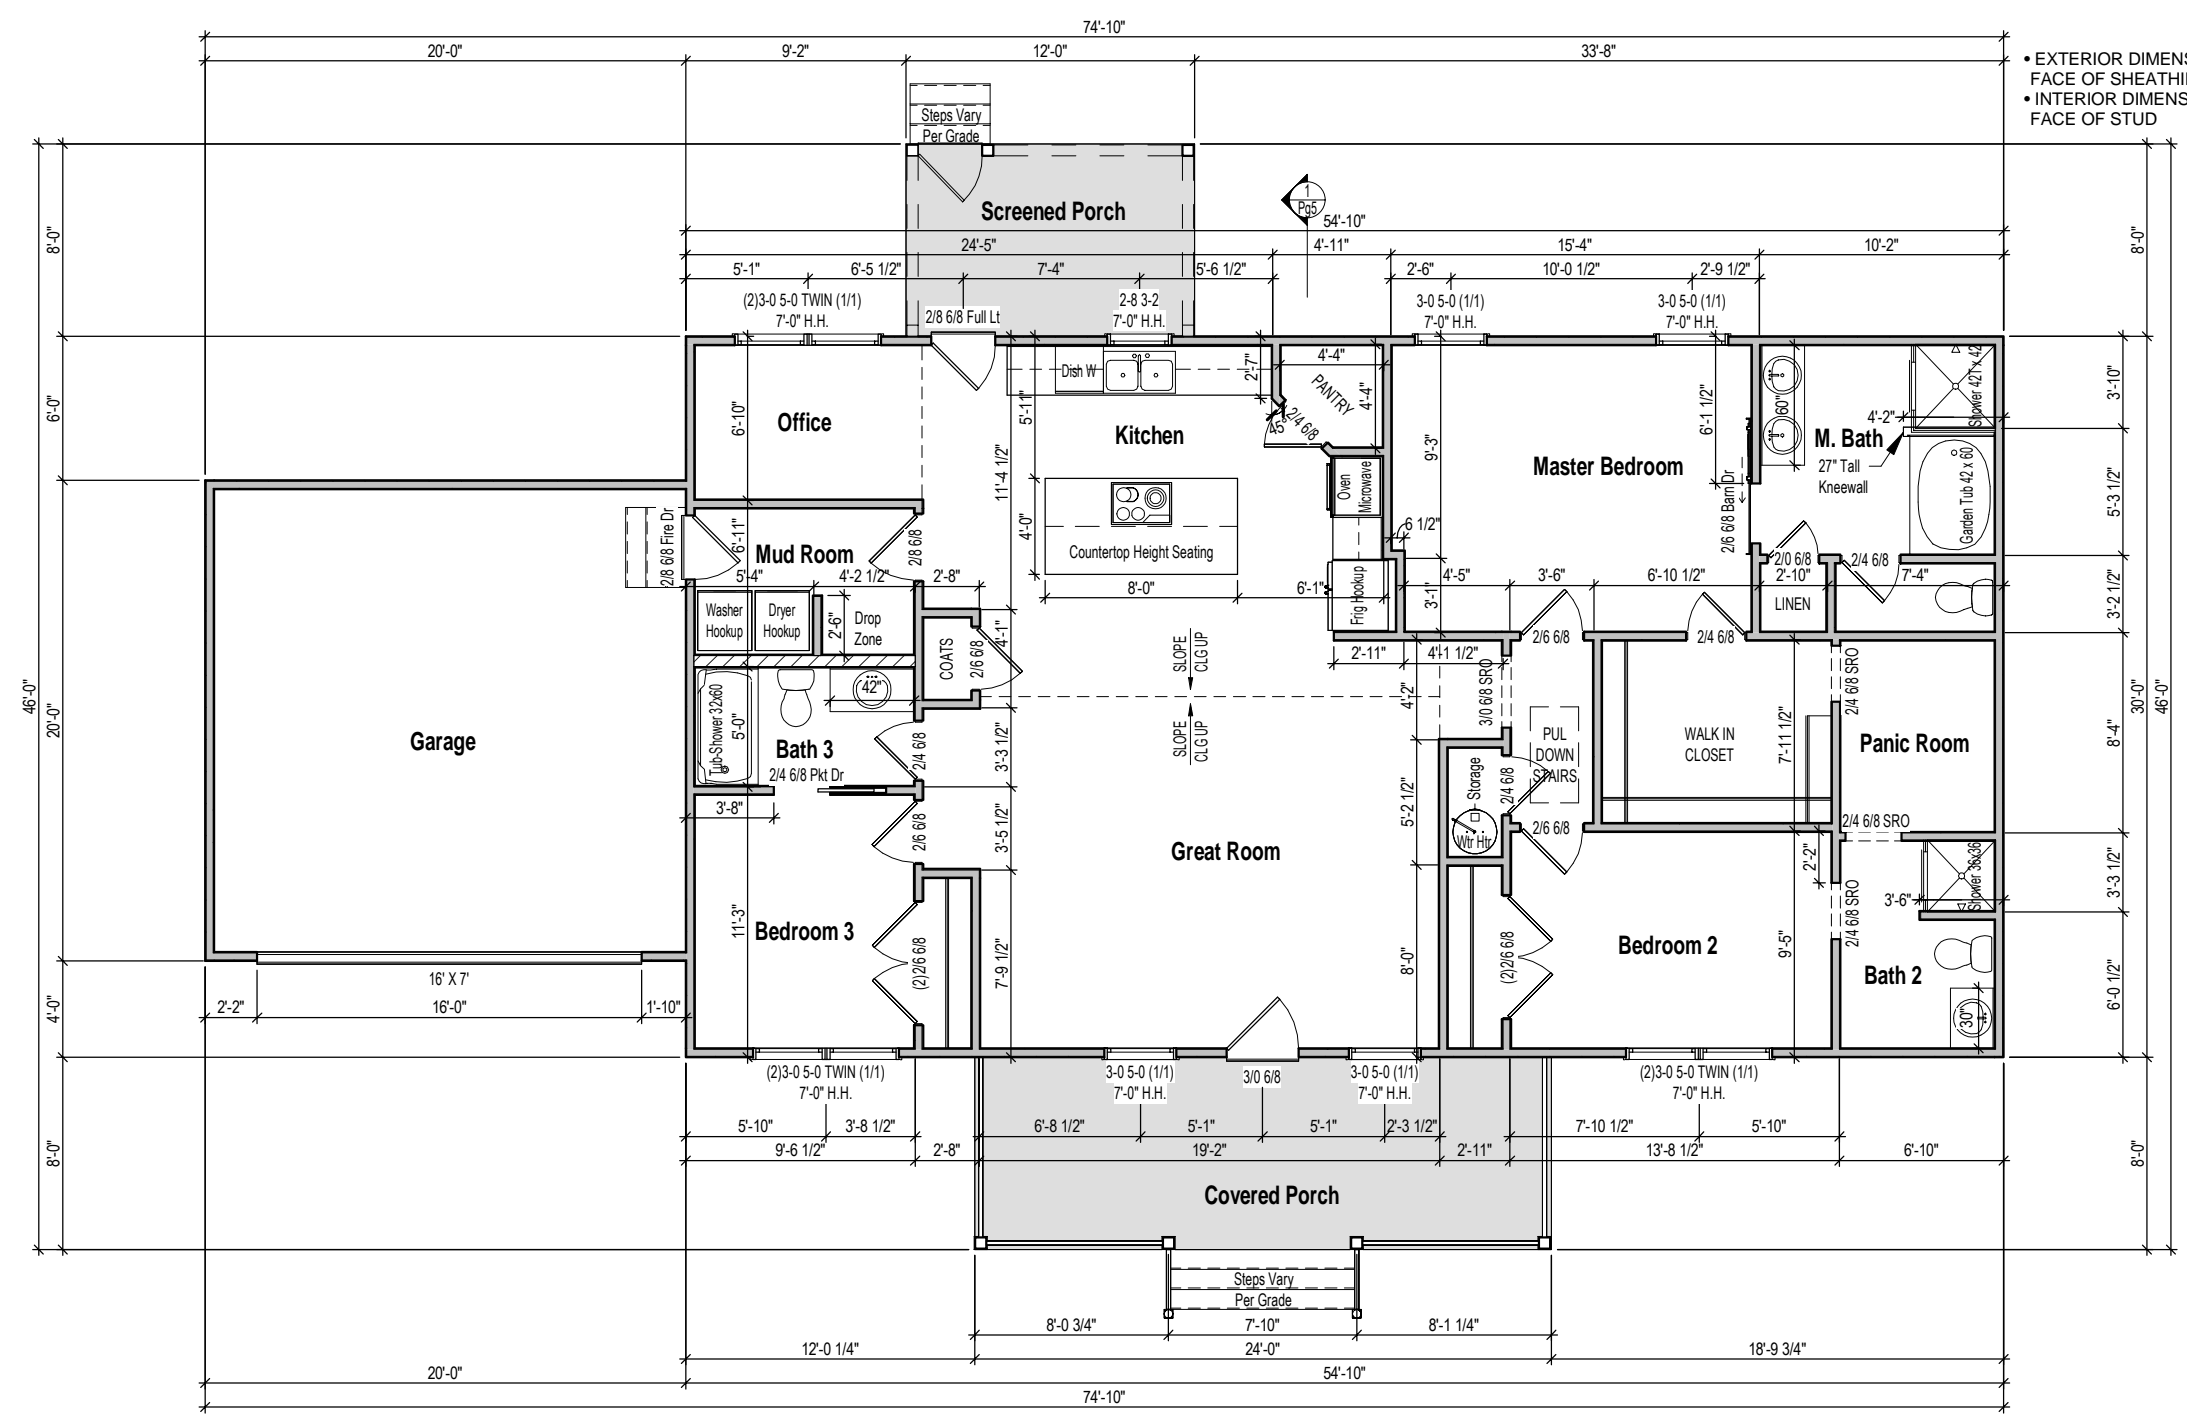 74'-10"
20'-0" 9'-2" 12'-0" 33'-8"
• EXTERIOR DIMENS
FACE OF SHEATHI
• INTERIOR DIMENS
FACE OF STUD
Steps Vary
Per Grade
Screened Porch
1
Pg5
54'-10"
24'-5" 4'-11" 15'-4" 10'-2"
5'-1" 6'-5 1/2" 7'-4" 5'-6 1/2" 2'-6" 10'-0 1/2" 2'-9 1/2"
(2)3-0 5-0 TWIN (1/1)
7'-0" H.H.
2/8 6/8 Full Lt
2-8 3-2
7'-0" H.H.
3-0 5-0 (1/1)
7'-0" H.H.
3-0 5-0 (1/1)
7'-0" H.H.
46'-0"
8'-0"
6'-0"
20'-0"
4'-0"
8'-0"
Office
6'-10"
Dish W
5'-11"
2'-7"
11'-4 1/2"
Kitchen
4'-4"
4'-4"
PANTRY
2/4 6/8
45°
Oven
Microwave
4'-0"
Countertop Height Seating
8'-0"
6'-1"
Frig Hookup
6 1/2"
3'-1"
9'-3"
Master Bedroom
6'-1 1/2"
2/6 6/8 Barn Dr
4'-5" 3'-6" 6'-10 1/2"
60"
M. Bath
4'-2"
27" Tall
Kneewall
Shower 42T x 42
Garden Tub 42 x 60
2/0 6/8
2/4 6/8
2'-10"
7'-4"
LINEN
3'-10"
5'-3 1/2"
3'-2 1/2"
8'-4"
3'-3 1/2"
6'-0 1/2"
8'-0"
30'-0"
8'-0"
46'-0"
2/8 6/8 Fire Dr
6'-11"
Mud Room
2/8 6/8
5'-4" 4'-2 1/2" 2'-8"
Washer
Hookup
Dryer
Hookup
2'-6"
Drop
Zone
COATS
2/6 6/8
4'-1"
SLOPE
CLG UP
SLOPE
CLG UP
2'-11" 4'-1 1/2"
4'-2"
3/0 6/8 SRO
2/6 6/8
2/4 6/8
2/4 6/8 SRO
Tub-Shower 32x60
5'-0"
42"
Bath 3
2/4 6/8 Pkt Dr
2/4 6/8
3'-3 1/2"
3'-8"
2/6 6/8
3'-5 1/2"
Garage
Great Room
5'-2 1/2"
Storage
Wtr Htr
2/4 6/8
PUL
DOWN
STAIRS
2/6 6/8
WALK IN
CLOSET
7'-11 1/2"
Panic Room
2/4 6/8 SRO
2'-2"
2/4 6/8 SRO
Shower 36x36
3'-6"
11'-3"
Bedroom 3
(2)2/6 6/8
7'-9 1/2"
8'-0"
(2)2/6 6/8
Bedroom 2
9'-5"
Bath 2
30"
16' X 7'
2'-2" 16'-0" 1'-10"
(2)3-0 5-0 TWIN (1/1)
7'-0" H.H.
3-0 5-0 (1/1)
7'-0" H.H.
3/0 6/8
3-0 5-0 (1/1)
7'-0" H.H.
(2)3-0 5-0 TWIN (1/1)
7'-0" H.H.
5'-10" 3'-8 1/2" 6'-8 1/2" 5'-1" 5'-1" 2'-3 1/2" 7'-10 1/2" 5'-10"
9'-6 1/2" 2'-8" 19'-2" 2'-11" 13'-8 1/2" 6'-10"
Covered Porch
Steps Vary
Per Grade
8'-0 3/4" 7'-10" 8'-1 1/4"
12'-0 1/4" 24'-0" 18'-9 3/4"
20'-0" 54'-10"
74'-10"